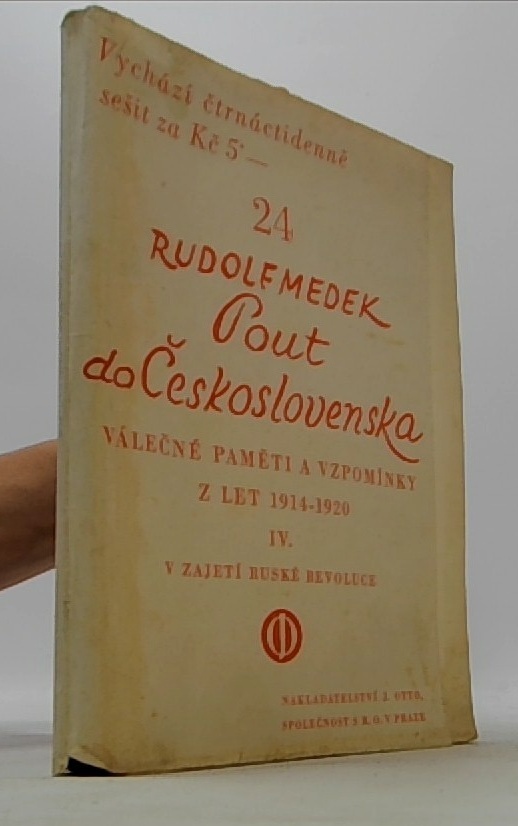 Vychází čtrnáctidenně
sešit za Kč 5·—
24
RUDOLF MEDEK
Pout
do Československa
VÁLEČNÉ PAMĚTI A VZPOMÍNKY
Z LET 1914-1920
IV.
V ZAJETÍ RUSKÉ REVOLUCE
NAKLADATELSTVÍ J. OTTO,
SPOLEČNOST S R. O. V PRAZE